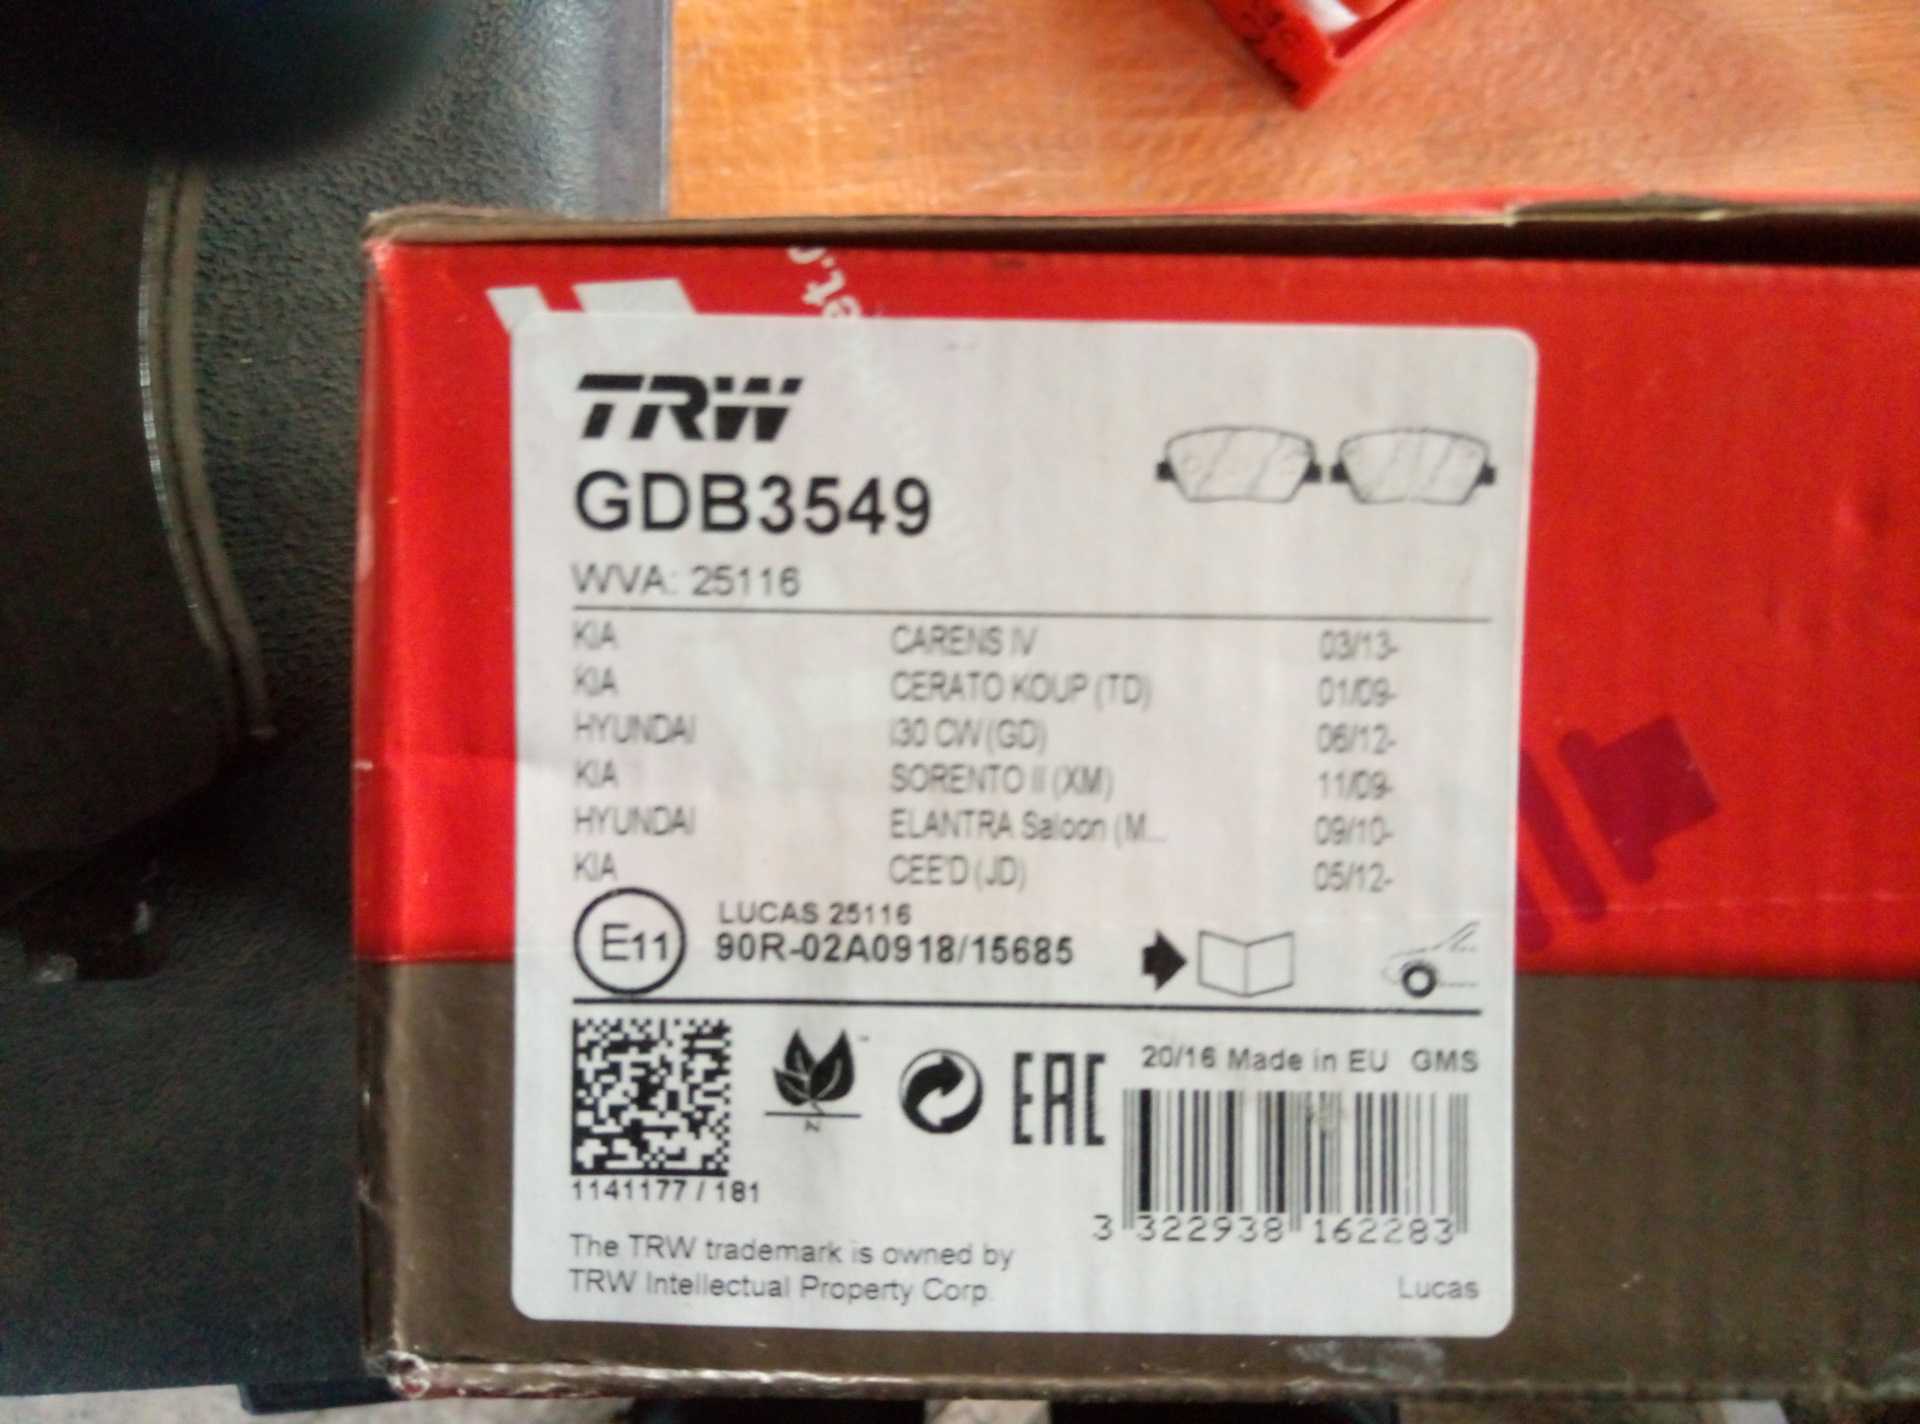 TRW
GDB3549
WVA: 25116
KIA CARENS IV 03/13-
KIA CERATO KOUP (TD) 01/09-
HYUNDAI I30 CW (GD) 06/12-
KIA SORENTO II (XM) 11/09-
HYUNDAI ELANTRA Saloon (M... 09/10-
KIA CEE'D (JD) 05/12-
E11
LUCAS 25116
90R-02A0918/15685
20/16 Made in EU GMS
EAC
1141177 / 181
3 322938 162283
The TRW trademark is owned by
TRW Intellectual Property Corp.
Lucas